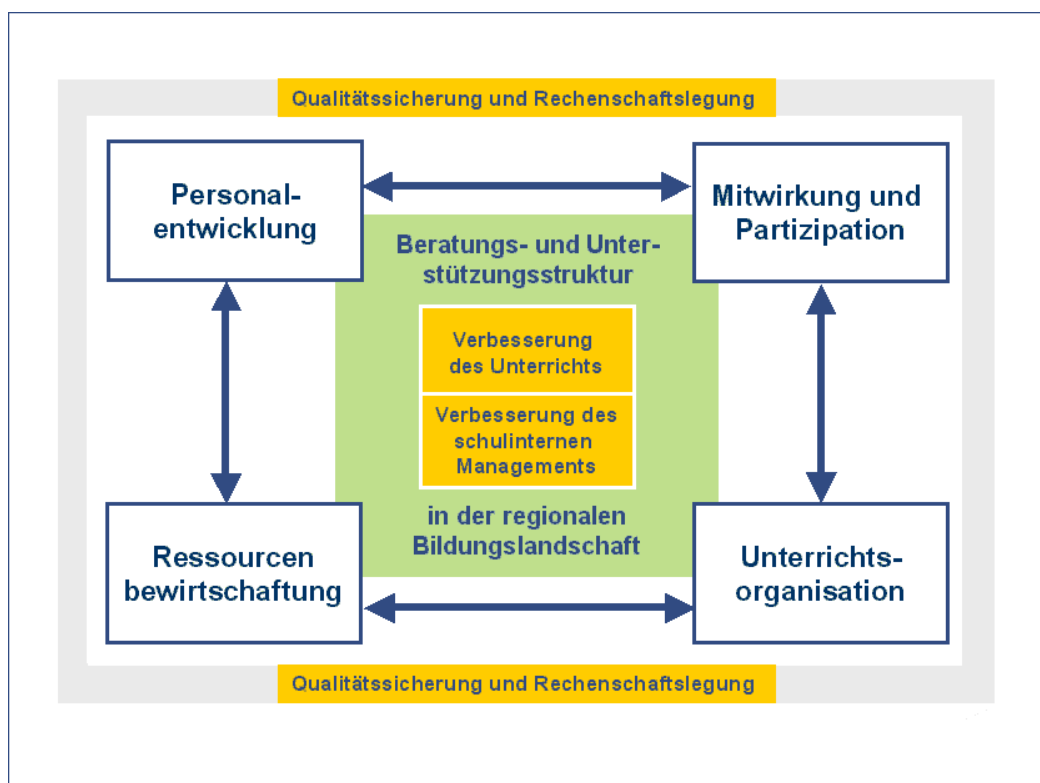 Qualitätssicherung und Rechenschaftslegung
Personal-
entwicklung
Mitwirkung und
Partizipation
Beratungs- und Unter-
stützungsstruktur
Verbesserung
des Unterrichts
Verbesserung des
schulinternen
Managements
in der regionalen
Bildungslandschaft
Ressourcen
bewirtschaftung
Unterrichts-
organisation
Qualitätssicherung und Rechenschaftslegung